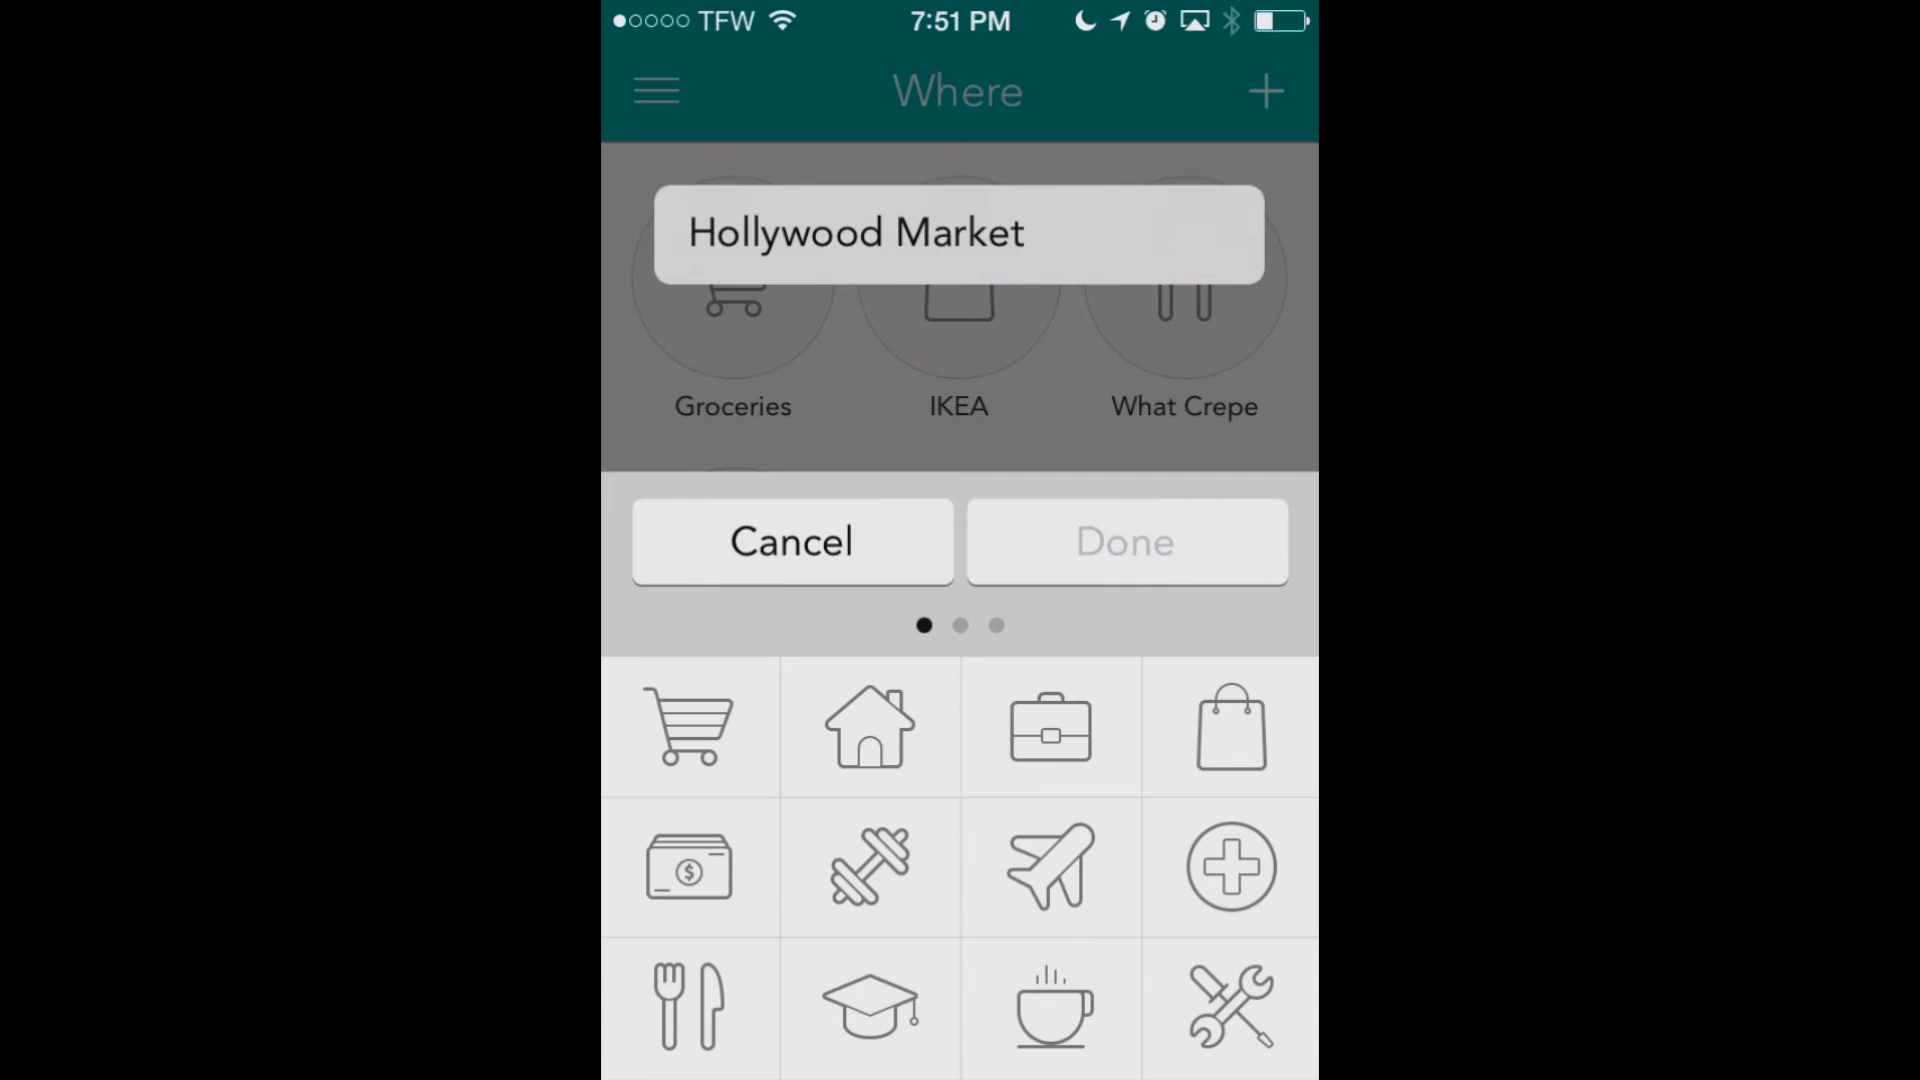 TFW
7:51 PM
Where
Hollywood Market
Groceries
IKEA
What Crepe
Cancel
Done
$